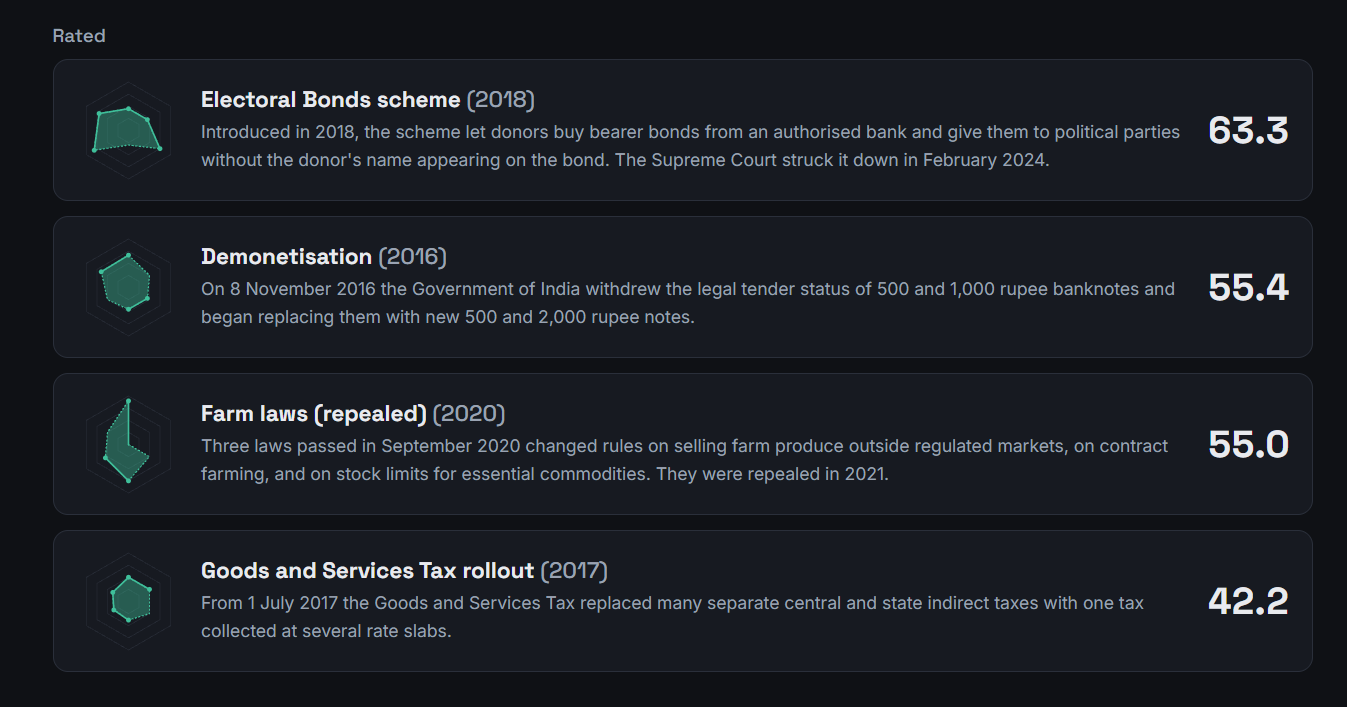 Rated
Electoral Bonds scheme (2018)
Introduced in 2018, the scheme let donors buy bearer bonds from an authorised bank and give them to political parties
without the donor's name appearing on the bond. The Supreme Court struck it down in February 2024.
63.3
Demonetisation (2016)
On 8 November 2016 the Government of India withdrew the legal tender status of 500 and 1,000 rupee banknotes and
began replacing them with new 500 and 2,000 rupee notes.
55.4
Farm laws (repealed) (2020)
Three laws passed in September 2020 changed rules on selling farm produce outside regulated markets, on contract
farming, and on stock limits for essential commodities. They were repealed in 2021.
55.0
Goods and Services Tax rollout (2017)
From 1 July 2017 the Goods and Services Tax replaced many separate central and state indirect taxes with one tax
collected at several rate slabs.
42.2